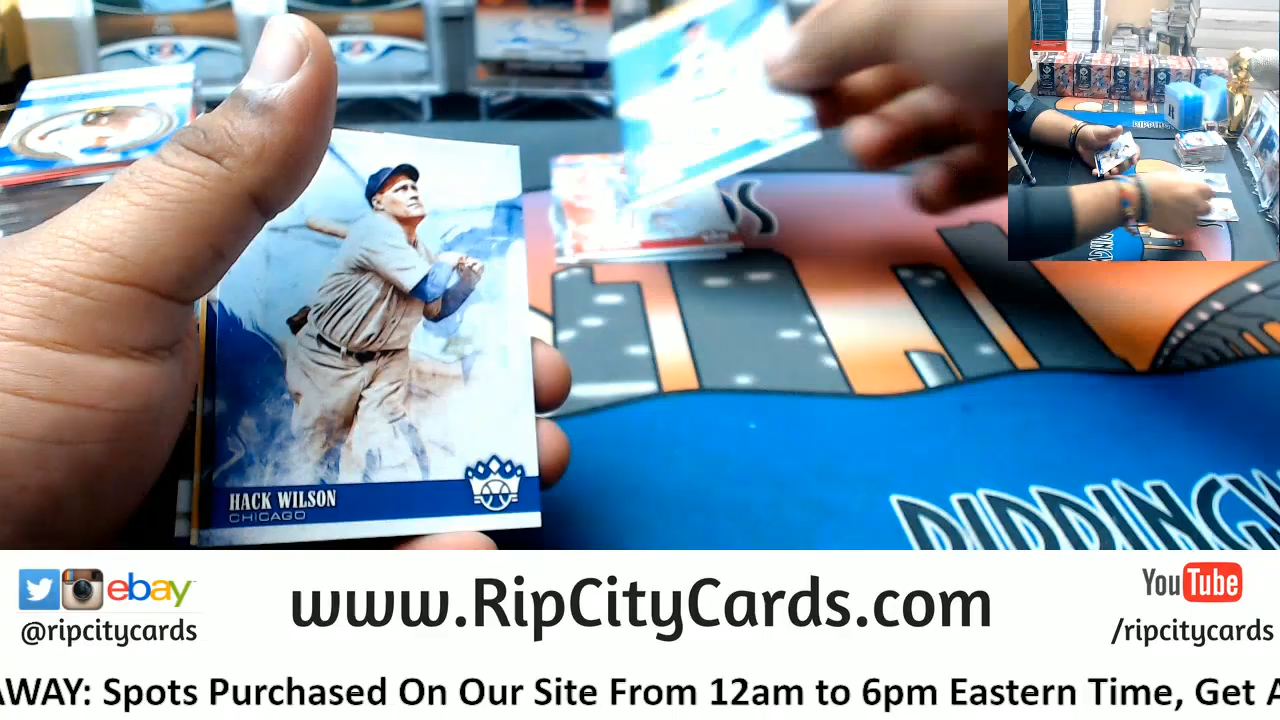 HACK WILSON
CHICAGO
ebay
@ripcitycards
www.RipCityCards.com
YouTube
/ripcitycards
AWAY: Spots Purchased On Our Site From 12am to 6pm Eastern Time, Get A